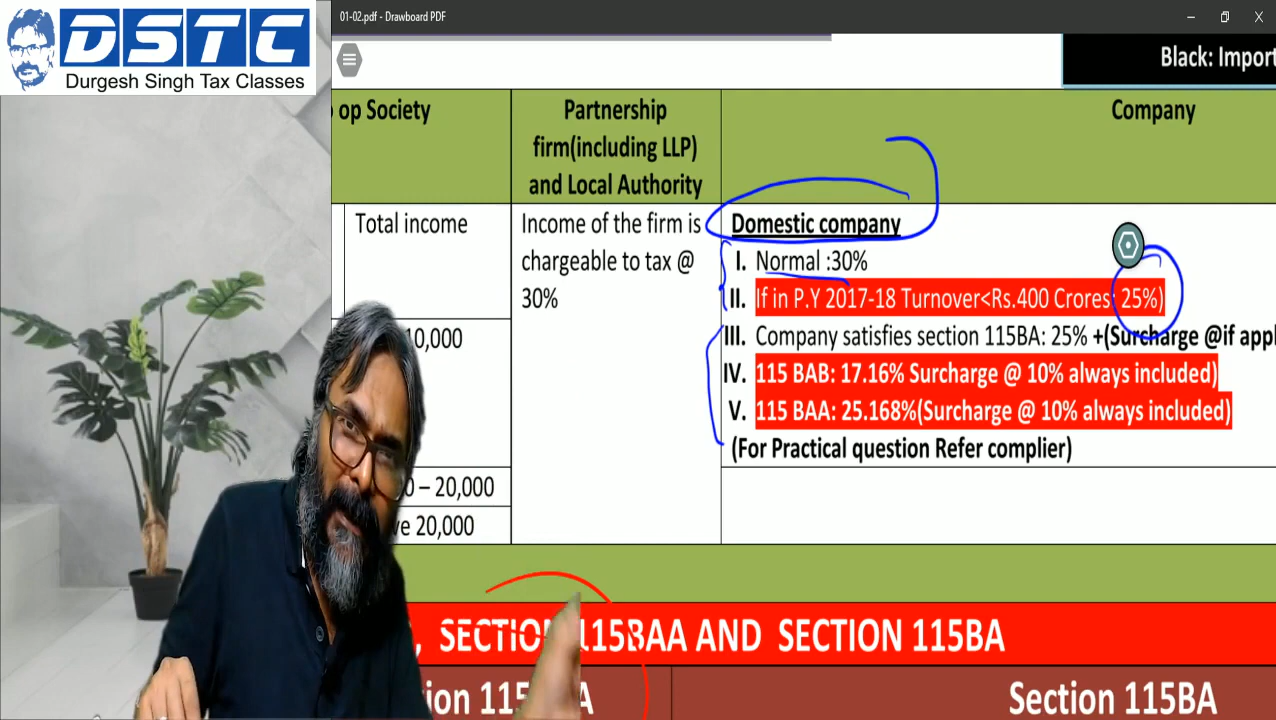 DSTC
Durgesh Singh Tax Classes
01-02.pdf - Drawboard PDF
Black: Import
op Society
Partnership
firm(including LLP)
and Local Authority
Company
Total income
Income of the firm is
chargeable to tax @
30%
10,000
– 20,000
20,000
Domestic company
I. Normal :30%
II. If in P.Y 2017-18 Turnover<Rs.400 Crores: 25%)
III. Company satisfies section 115BA: 25% +(Surcharge @if appl
IV. 115 BAB: 17.16% Surcharge @ 10% always included)
V. 115 BAA: 25.168%(Surcharge @ 10% always included)
(For Practical question Refer complier)
, SECTION 115BAA AND SECTION 115BA
Section 115BA